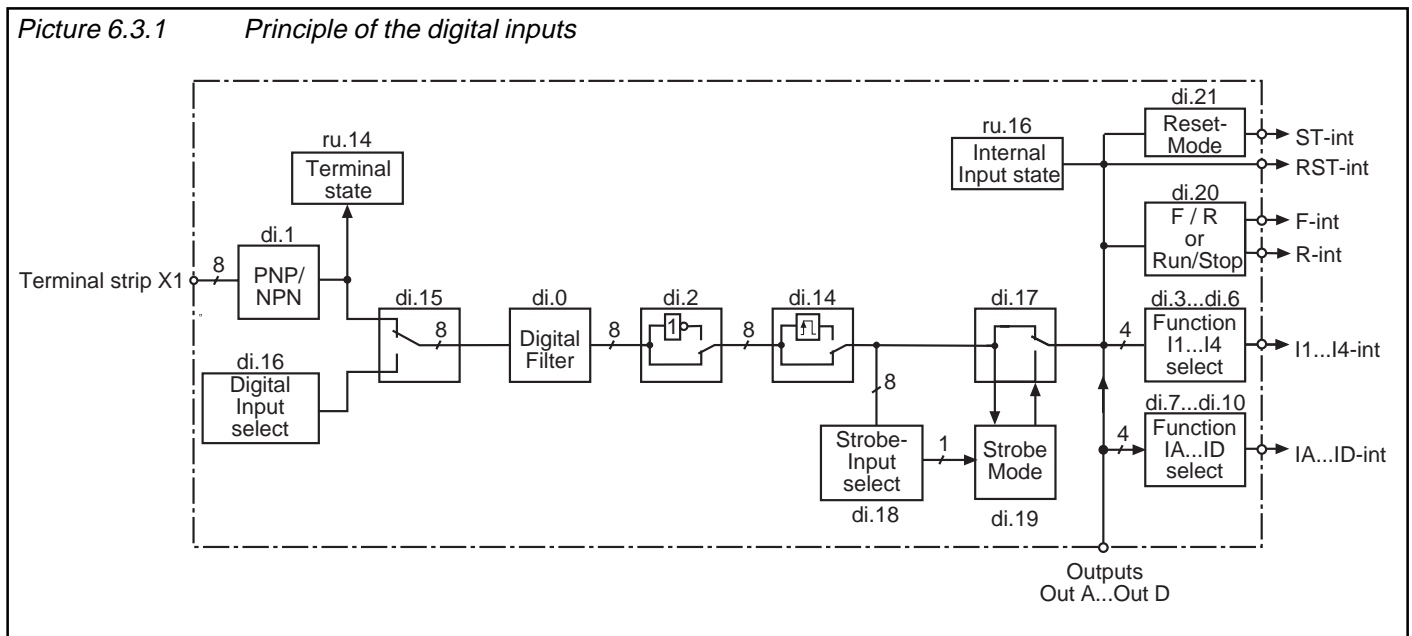 Picture 6.3.1 Principle of the digital inputs
di.21
Reset-
Mode
ST-int
RST-int
ru.16
Internal
Input state
ru.14
Terminal
state
di.20
F / R
or
Run/Stop
F-int
R-int
di.1
PNP/
NPN
Terminal strip X1
8
di.15
8
di.0
Digital
Filter
8
di.2
1
8
di.14
8
di.17
4
di.3...di.6
Function
I1...I4
select
I1...I4-int
di.16
Digital
Input
select
Strobe-
Input
select
di.18
1
Strobe
Mode
di.19
4
di.7...di.10
Function
IA...ID
select
IA...ID-int
Outputs
Out A...Out D